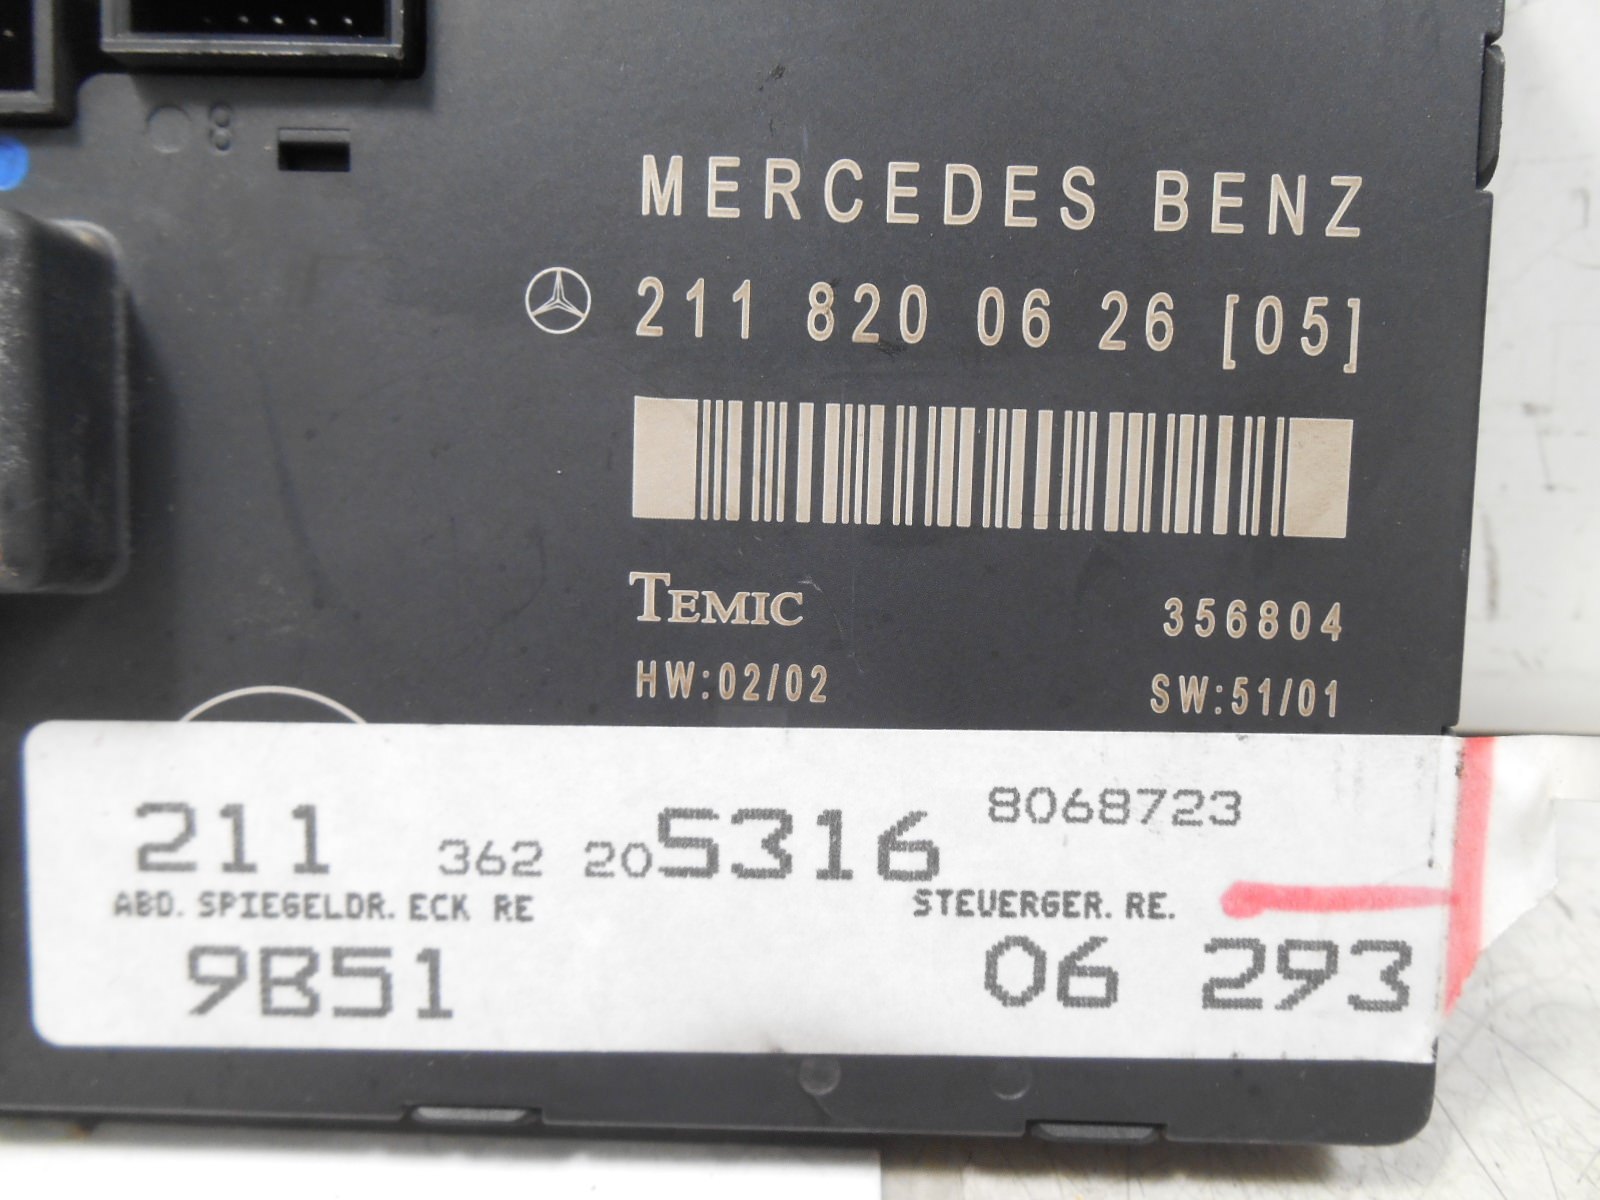 8
MERCEDES BENZ
211 820 06 26 [05]
TEMIC 356804
HW:02/02 SW:51/01
211 362 20 5316 8068723
ABD. SPIEGELDR. ECK RE STEUERGER. RE.
9B51 06 293